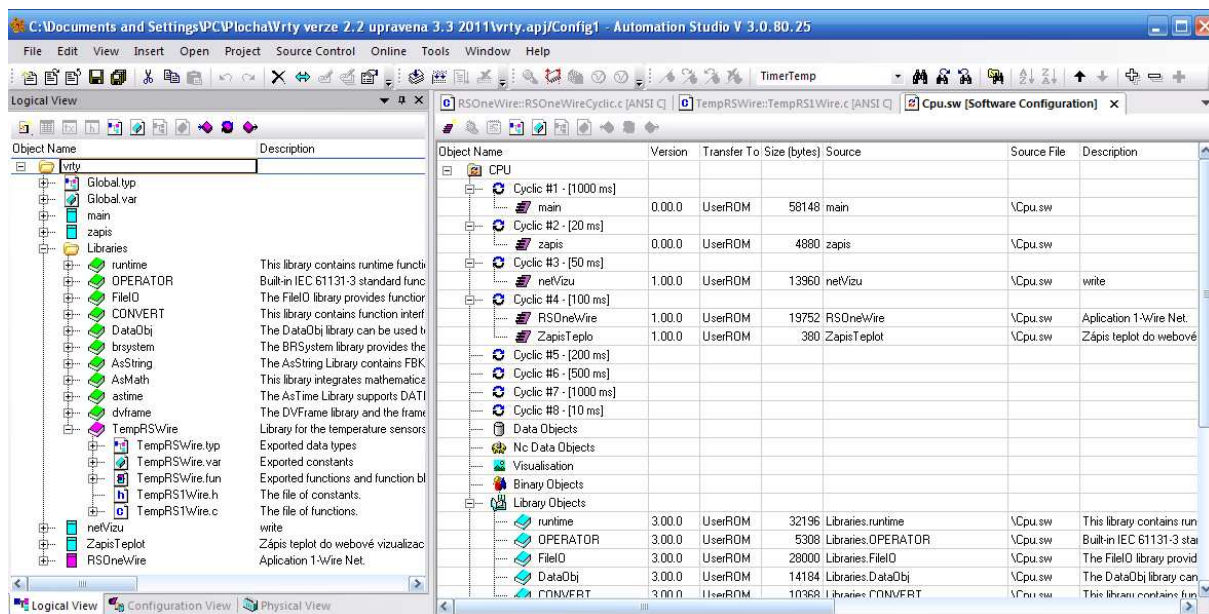 C:\Documents and Settings\PC\Plocha\Vrty verze 2.2 upravena 3.3 2011\vrty.apj/Config1 - Automation Studio V 3.0.80.25
File Edit View Insert Open Project Source Control Online Tools Window Help
TimerTemp
Logical View
RSOneWire::RSOneWireCyclic.c [ANSI C] TempRSWire::TempRS1Wire.c [ANSI C] Cpu.sw [Software Configuration]
Object Name Description
vrty
Global.typ
Global.var
main
zapis
Libraries
runtime This library contains runtime functi
OPERATOR Built-in IEC 61131-3 standard func
FileIO The FileIO library provides function
CONVERT This library contains function interf
DataObj The DataObj library can be used t
brsystem The BRSystem library provides the
AsString The AsString Library contains FBK
AsMath This library integrates mathematica
astime The AsTime Library supports DATI
dvframe The DVFrame library and the frame
TempRSWire Library for the temperature sensors
TempRSWire.typ Exported data types
TempRSWire.var Exported constants
TempRSWire.fun Exported functions and function bl
TempRS1Wire.h The file of constants.
TempRS1Wire.c The file of functions.
netVizu write
ZapisTeplot Zápis teplot do webové vizualizac
RSOneWire Aplication 1-Wire Net.
Logical View Configuration View Physical View
Object Name Version Transfer To Size (bytes) Source Source File Description
CPU
Cyclic #1 - [1000 ms]
main 0.00.0 UserROM 58148 main \Cpu.sw
Cyclic #2 - [20 ms]
zapis 0.00.0 UserROM 4880 zapis \Cpu.sw
Cyclic #3 - [50 ms]
netVizu 1.00.0 UserROM 13960 netVizu \Cpu.sw write
Cyclic #4 - [100 ms]
RSOneWire 1.00.0 UserROM 19752 RSOneWire \Cpu.sw Aplication 1-Wire Net.
ZapisTeplo 1.00.0 UserROM 380 ZapisTeplot \Cpu.sw Zápis teplot do webové
Cyclic #5 - [200 ms]
Cyclic #6 - [500 ms]
Cyclic #7 - [1000 ms]
Cyclic #8 - [10 ms]
Data Objects
Nc Data Objects
Visualisation
Binary Objects
Library Objects
runtime 3.00.0 UserROM 32196 Libraries.runtime \Cpu.sw This library contains run
OPERATOR 3.00.0 UserROM 5308 Libraries.OPERATOR \Cpu.sw Built-in IEC 61131-3 star
FileIO 3.00.0 UserROM 28000 Libraries.FileIO \Cpu.sw The FileIO library provid
DataObj 3.00.0 UserROM 14184 Libraries.DataObj \Cpu.sw The DataObj library can
CONVERT 3.00.0 UserROM 10368 Libraries.CONVERT \Cpu.sw This library contains fun